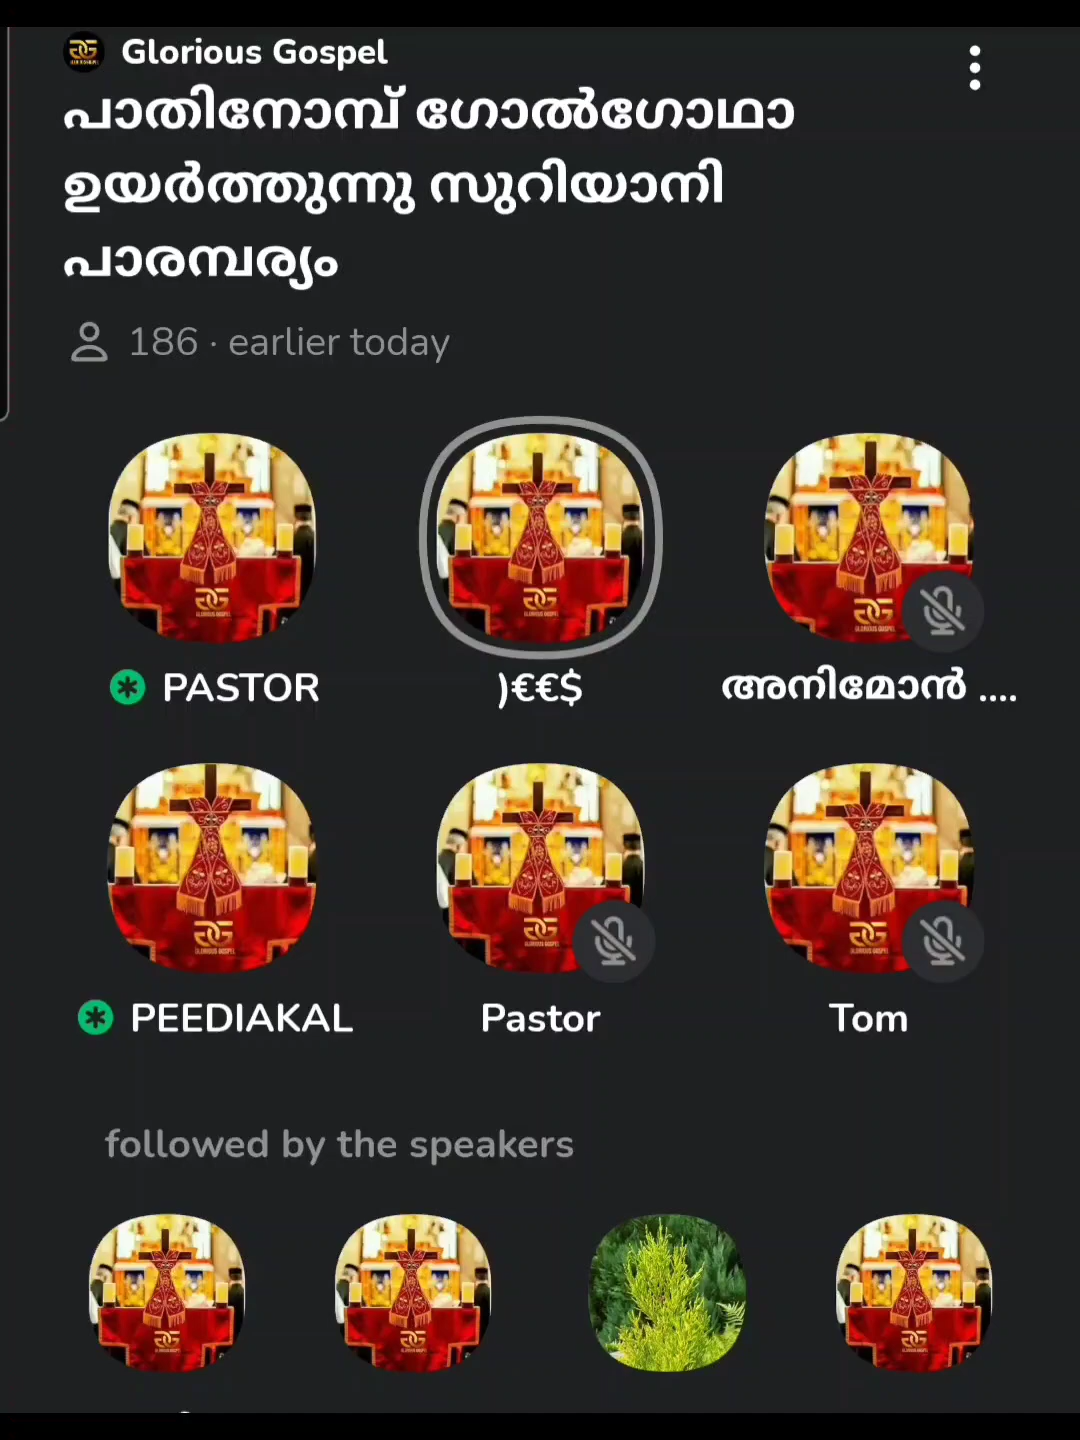 Glorious Gospel
പാതിനോമ്പ് ഗോൽഗോഥാ
ഉയർത്തുന്നു സുറിയാനി
പാരമ്പര്യം
186 · earlier today
PASTOR
)€€$
അനിമോൻ ....
PEEDIAKAL
Pastor
Tom
followed by the speakers